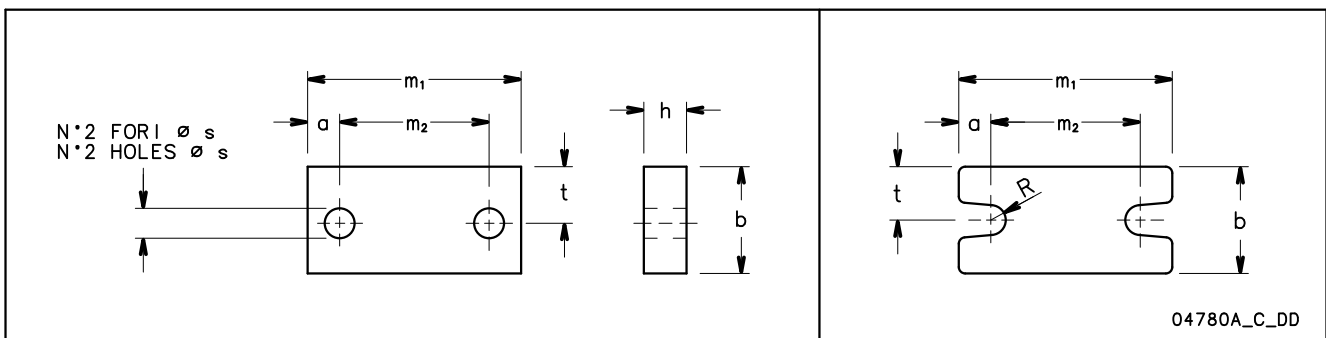 m₁
a
m₂
N°2 FORI Ø s
N°2 HOLES Ø s
t
h
b
m₁
a
m₂
t
R
b
04780A_C_DD